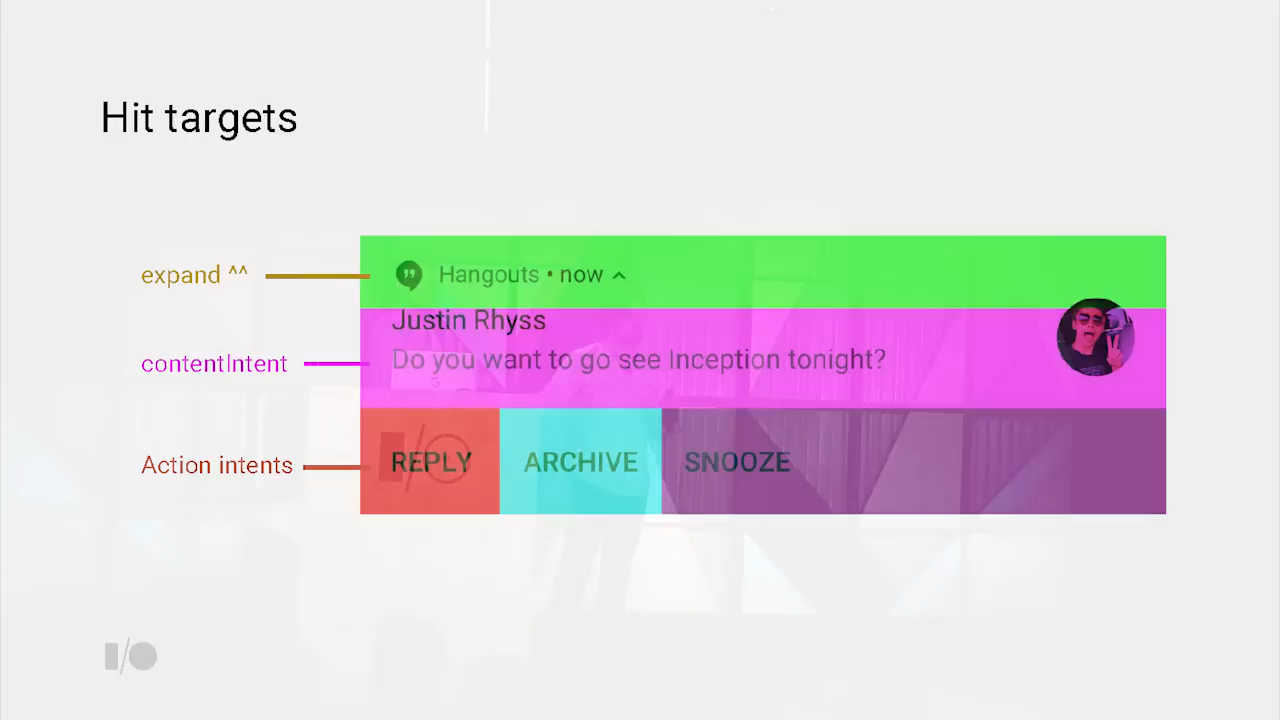 Hit targets
expand ^^
Hangouts • now
Justin Rhyss
contentIntent
Do you want to go see Inception tonight?
Action intents
REPLY
ARCHIVE
SNOOZE
I/O